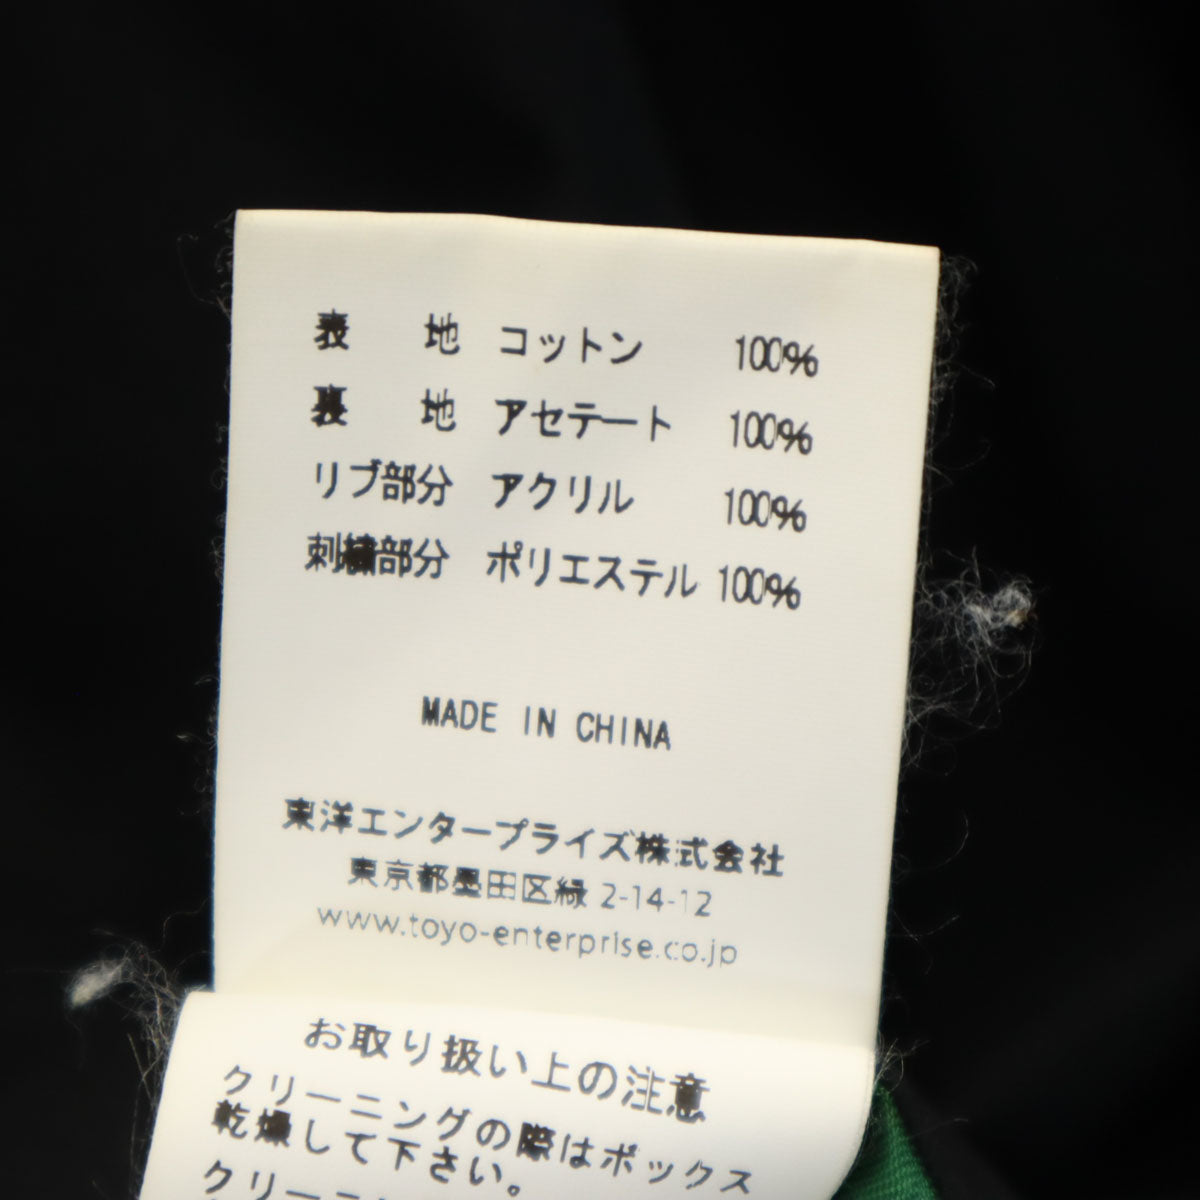 表　地 コットン 100%
裏　地 アセテート 100%
リブ部分 アクリル 100%
刺繍部分 ポリエステル 100%
MADE IN CHINA
東洋エンタープライズ株式会社
東京都墨田区緑 2-14-12
www.toyo-enterprise.co.jp
お取り扱い上の注意
クリーニングの際はボックス
乾燥して下さい。
クリーニ